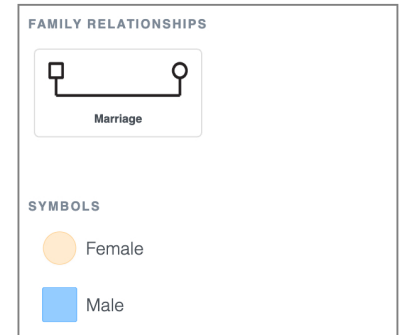 FAMILY RELATIONSHIPS
Marriage
SYMBOLS
Female
Male